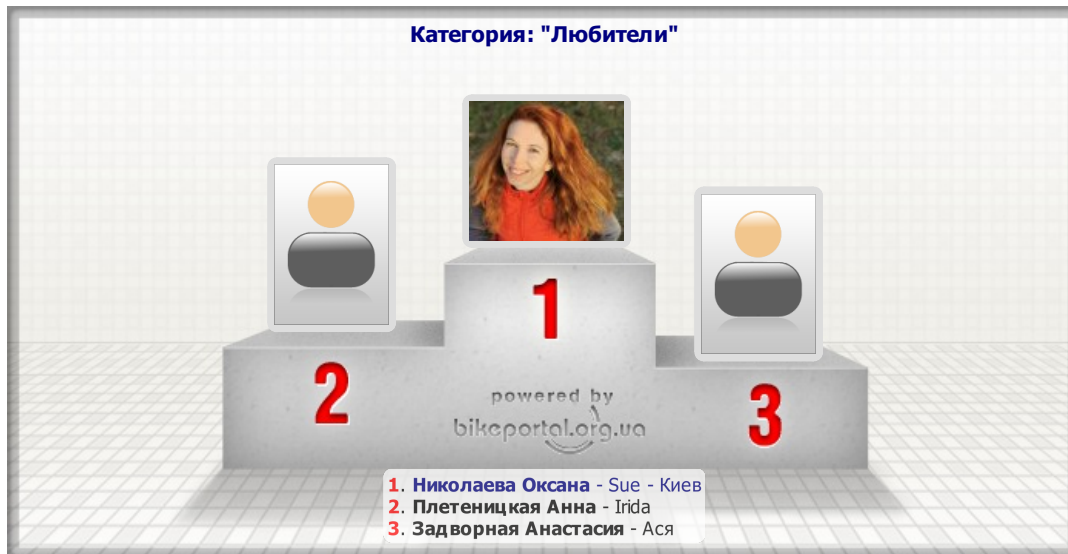 Категория: "Любители"
1
2
3
powered by
bikeportal.org.ua
1. Николаева Оксана - Sue - Киев
2. Плетеницкая Анна - Irida
3. Задворная Анастасия - Ася